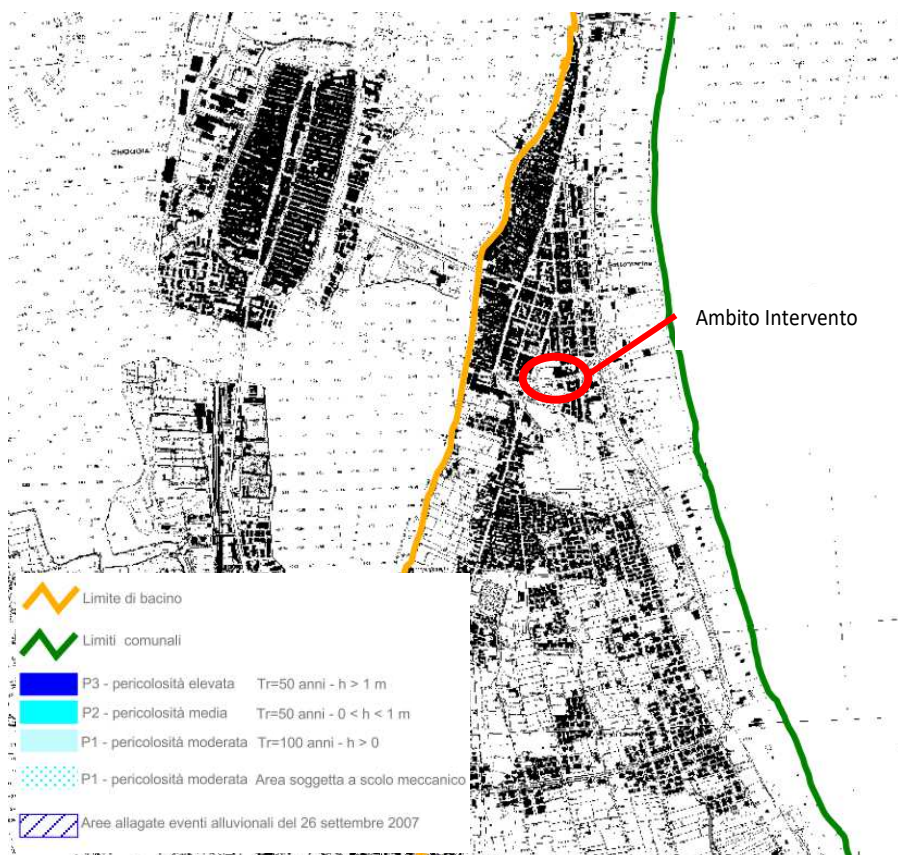 CHIOGGIA
Ambito Intervento
Limite di bacino
Limiti comunali
P3 - pericolosità elevata Tr=50 anni - h > 1 m
P2 - pericolosità media Tr=50 anni - 0 < h < 1 m
P1 - pericolosità moderata Tr=100 anni - h > 0
P1 - pericolosità moderata Area soggetta a scolo meccanico
Aree allagate eventi alluvionali del 26 settembre 2007